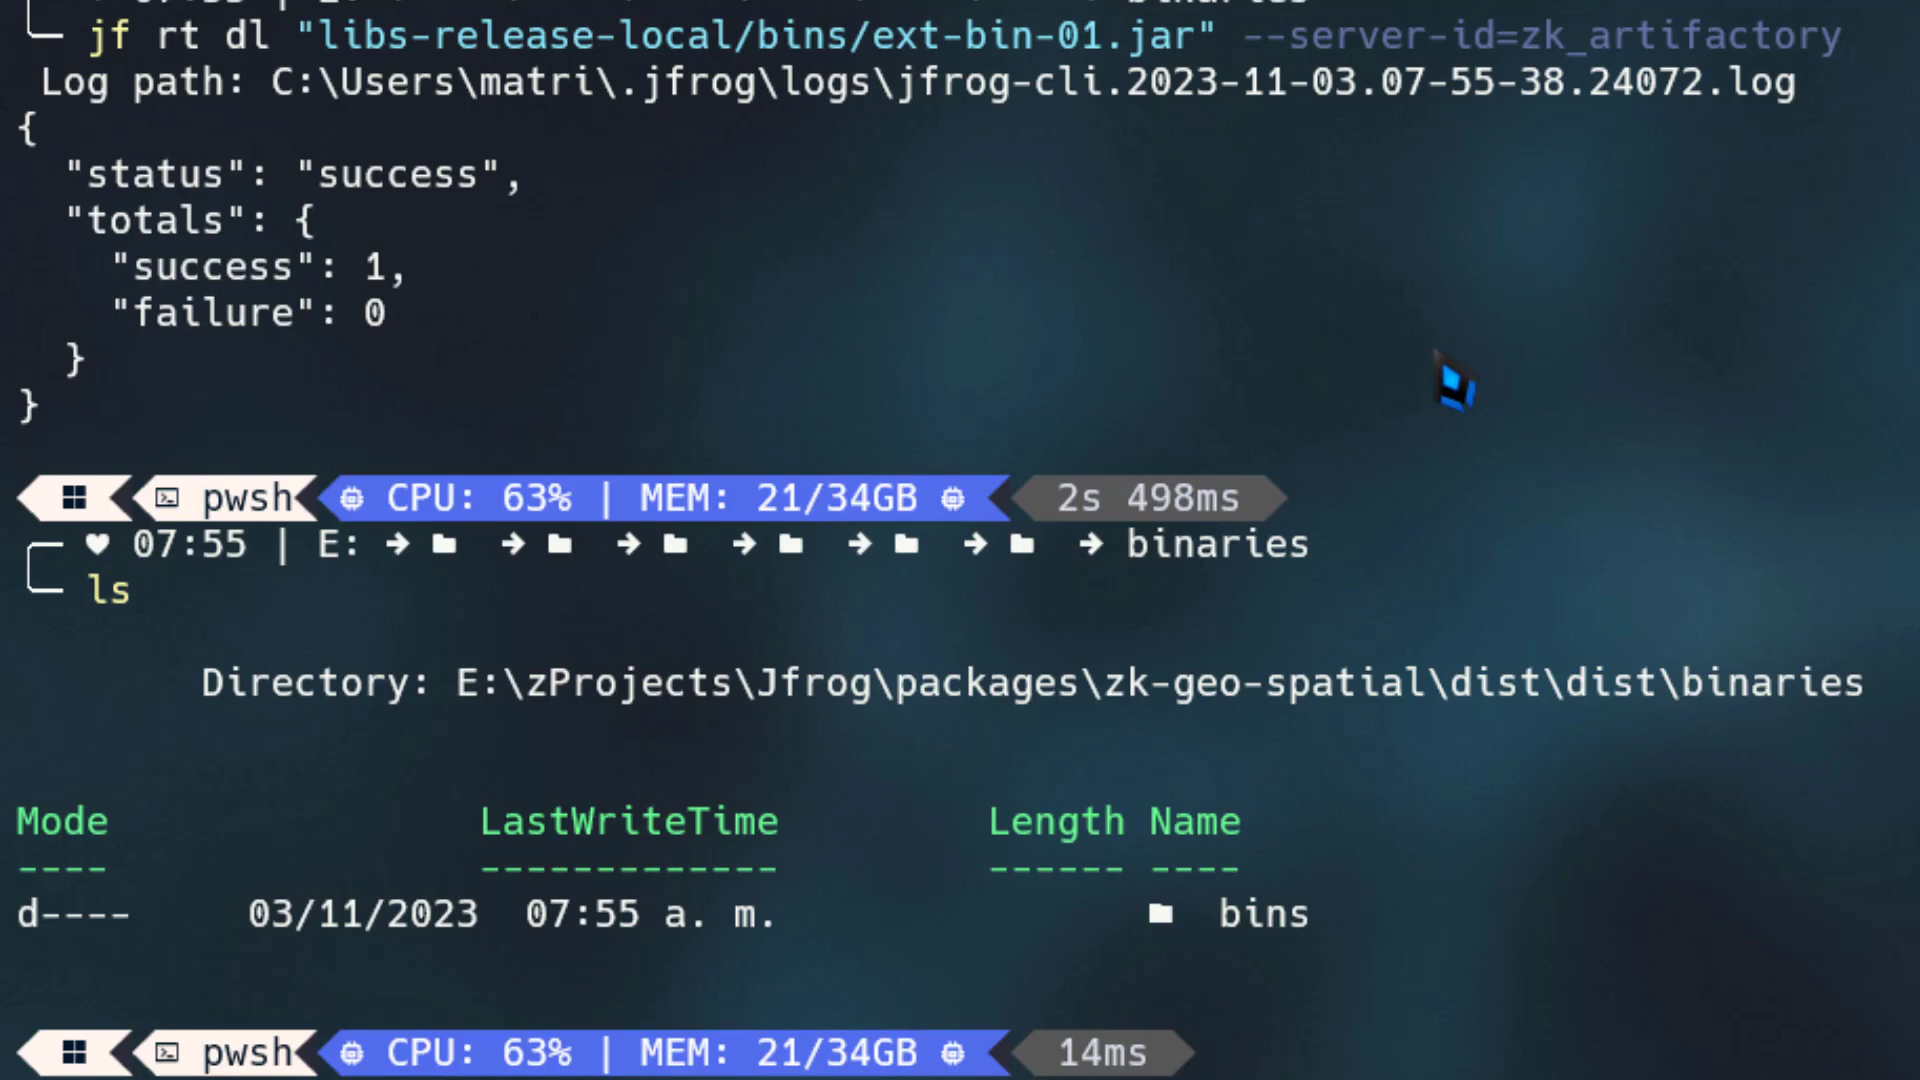 jf rt dl "libs-release-local/bins/ext-bin-01.jar" --server-id=zk_artifactory
Log path: C:\Users\matri\.jfrog\logs\jfrog-cli.2023-11-03.07-55-38.24072.log
{
  "status": "success",
  "totals": {
    "success": 1,
    "failure": 0
  }
}
pwsh CPU: 63% | MEM: 21/34GB 2s 498ms
07:55 | E: binaries
ls
Directory: E:\zProjects\Jfrog\packages\zk-geo-spatial\dist\dist\binaries
Mode LastWriteTime Length Name
---- ------------- ------ ----
d---- 03/11/2023 07:55 a. m. bins
pwsh CPU: 63% | MEM: 21/34GB 14ms